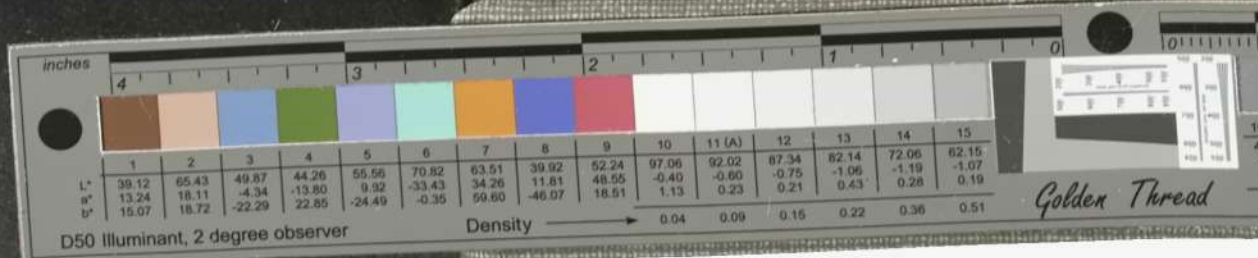 inches
4 3 2 1 0 0
1 2 3 4 5 6 7 8 9 10 11 (A) 12 13 14 15
L* 39.12 65.43 49.87 44.26 55.56 70.82 63.51 39.92 52.24 97.06 92.02 87.34 82.14 72.06 62.15
a* 13.24 18.11 -4.34 -13.80 9.92 -33.43 34.26 11.81 48.55 -0.40 -0.60 -0.75 -1.06 -1.19 -1.07
b* 15.07 18.72 -22.29 22.85 -24.49 -0.35 59.60 -46.07 18.51 1.13 0.23 0.21 0.43 0.28 0.19
D50 Illuminant, 2 degree observer
Density 0.04 0.09 0.15 0.22 0.36 0.51
Golden Thread